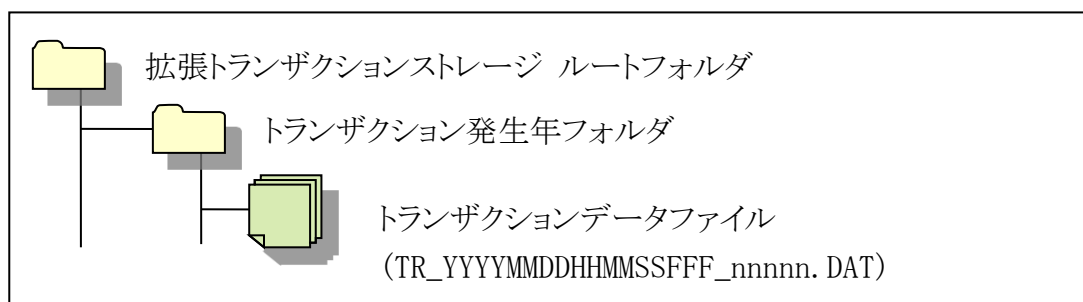 拡張トランザクションストレージ ルートフォルダ
トランザクション発生年フォルダ
トランザクションデータファイル
(TR_YYYYMMDDHHMMSSFFF_nnnnn.DAT)